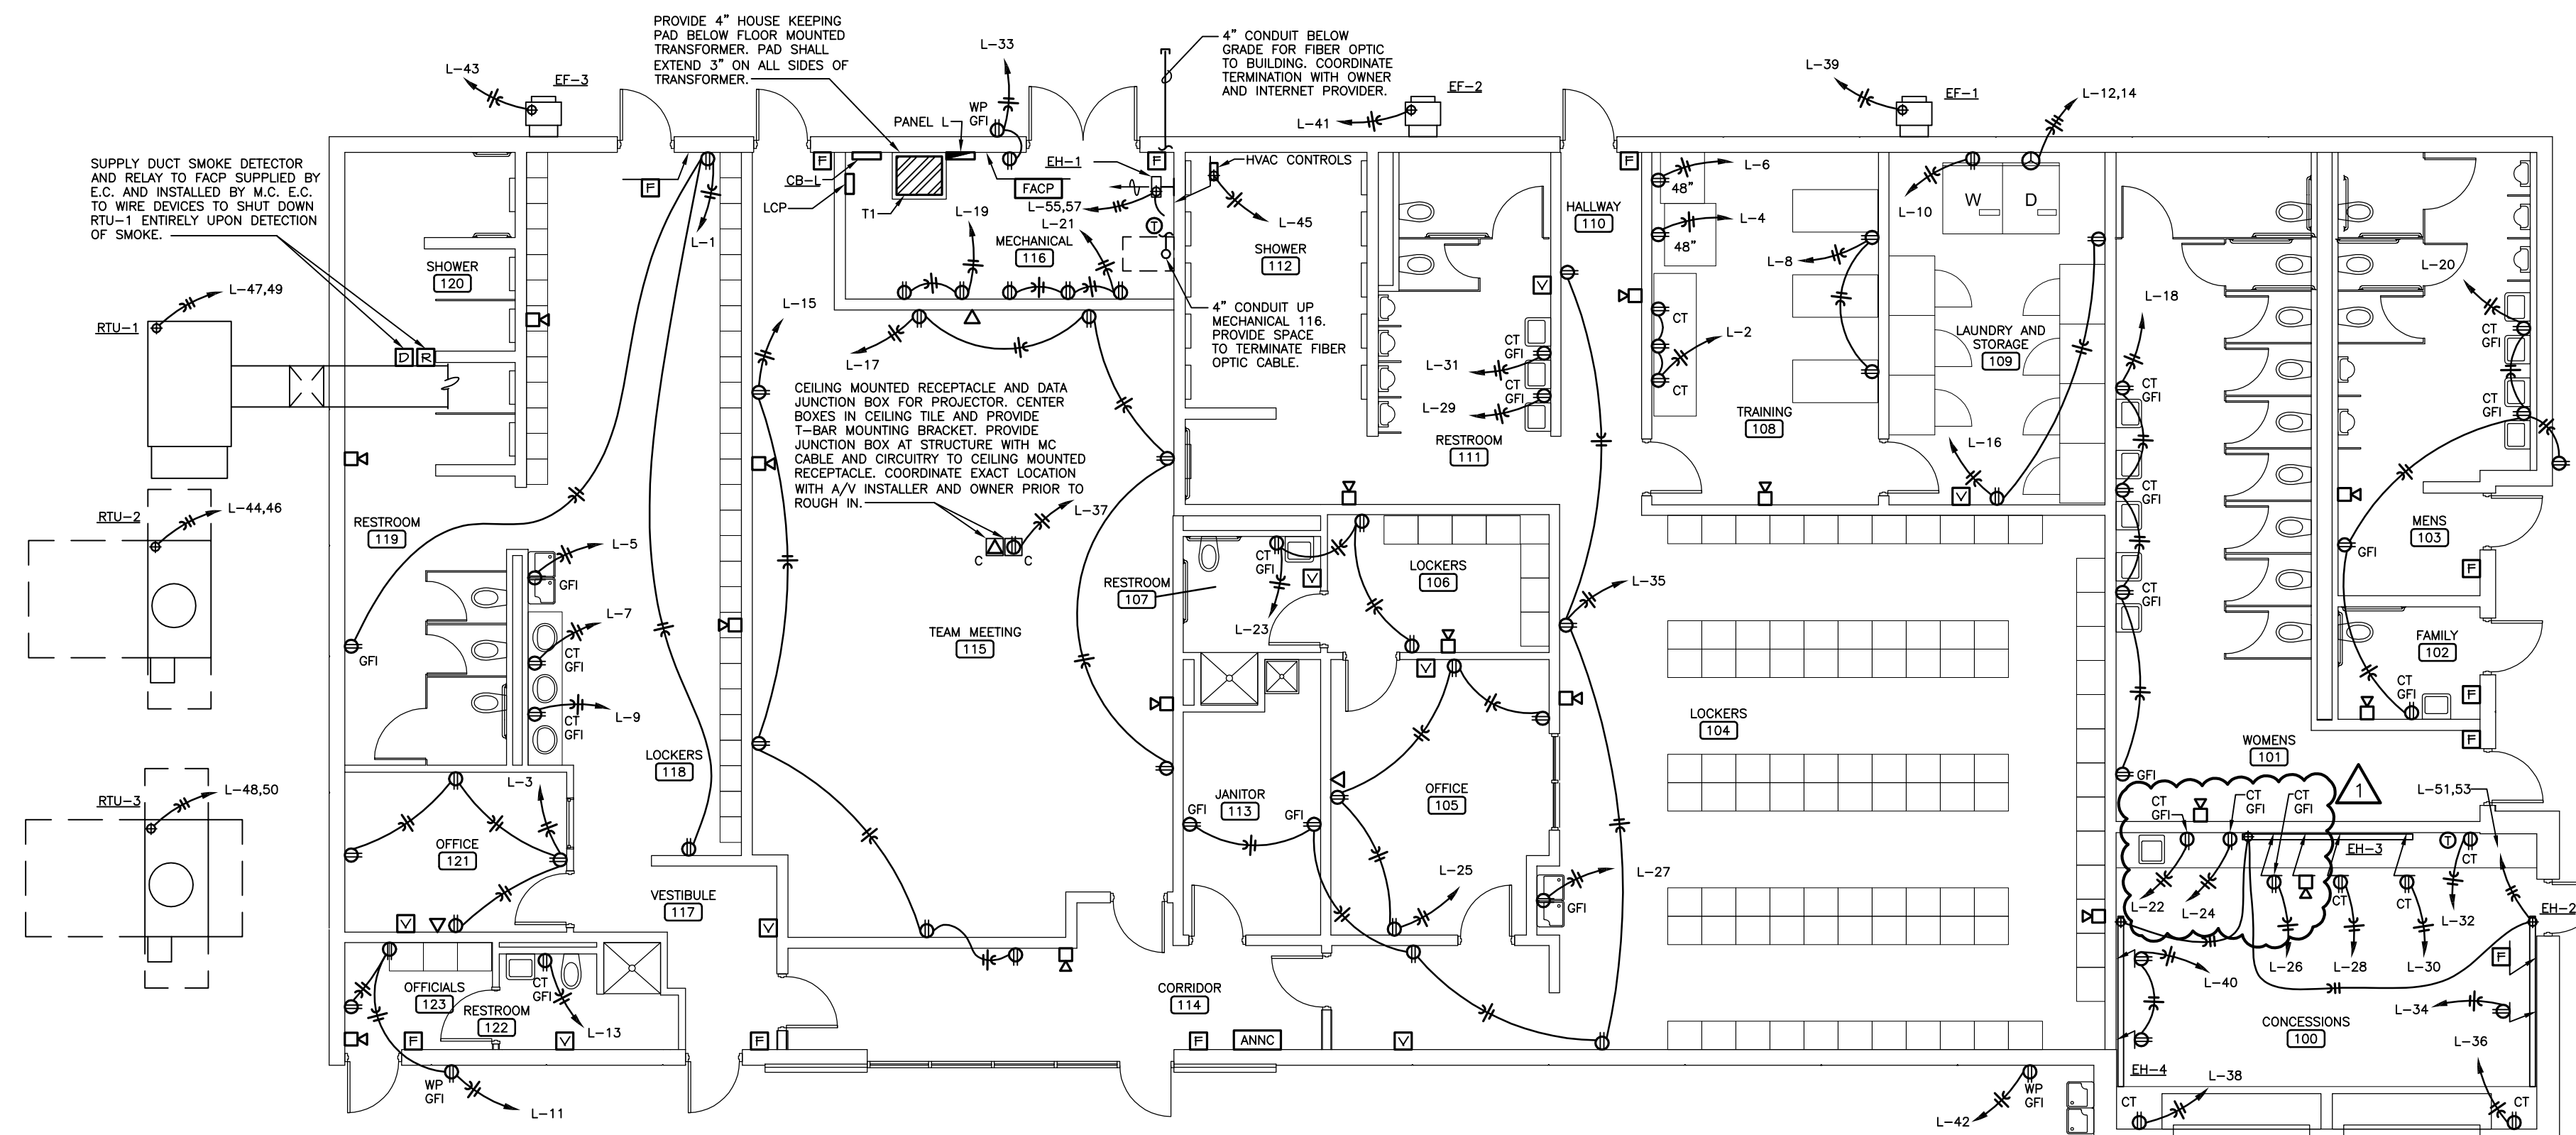 PROVIDE 4" HOUSE KEEPING
PAD BELOW FLOOR MOUNTED
TRANSFORMER. PAD SHALL
EXTEND 3" ON ALL SIDES OF
TRANSFORMER.
L-33
4" CONDUIT BELOW
GRADE FOR FIBER OPTIC
TO BUILDING. COORDINATE
TERMINATION WITH OWNER
AND INTERNET PROVIDER.
L-43
EF-3
WP
GFI
PANEL L
L-41
EF-2
L-39
EF-1
L-12,14
SUPPLY DUCT SMOKE DETECTOR
AND RELAY TO FACP SUPPLIED BY
E.C. AND INSTALLED BY M.C. E.C.
TO WIRE DEVICES TO SHUT DOWN
RTU-1 ENTIRELY UPON DETECTION
OF SMOKE.
F
L-1
F
CB-L
LCP
T1
FACP
EH-1
F
L-55,57
L-19
L-21
T
MECHANICAL
116
HVAC CONTROLS
L-45
SHOWER
112
F
HALLWAY
110
48"
L-6
48"
L-4
L-8
CT
L-2
CT
TRAINING
108
L-10
W
D
LAUNDRY AND
STORAGE
109
L-16
V
L-18
L-20
CT
GFI
CT
GFI
SHOWER
120
RTU-1
L-47,49
D
R
L-15
L-17
4" CONDUIT UP
MECHANICAL 116.
PROVIDE SPACE
TO TERMINATE FIBER
OPTIC CABLE.
V
CT
GFI
L-31
CT
GFI
L-29
RESTROOM
111
CEILING MOUNTED RECEPTACLE AND DATA
JUNCTION BOX FOR PROJECTOR. CENTER
BOXES IN CEILING TILE AND PROVIDE
T-BAR MOUNTING BRACKET. PROVIDE
JUNCTION BOX AT STRUCTURE WITH MC
CABLE AND CIRCUITRY TO CEILING MOUNTED
RECEPTACLE. COORDINATE EXACT LOCATION
WITH A/V INSTALLER AND OWNER PRIOR TO
ROUGH IN.
L-37
C
C
CT
GFI
CT
GFI
CT
GFI
GFI
RTU-2
L-44,46
RESTROOM
119
GFI
L-5
GFI
L-7
CT
GFI
L-9
CT
GFI
LOCKERS
118
TEAM MEETING
115
RESTROOM
107
CT
GFI
V
L-23
LOCKERS
106
V
L-35
LOCKERS
104
MENS
103
GFI
F
FAMILY
102
CT
GFI
F
F
WOMENS
101
RTU-3
L-48,50
L-3
OFFICE
121
V
VESTIBULE
117
V
JANITOR
113
GFI
GFI
OFFICE
105
L-25
L-27
GFI
1
L-51,53
CT
GFI
CT
GFI
CT
GFI
EH-3
T
CT
EH-2
L-22
L-24
CT
CT
L-32
L-26
L-28
L-30
F
L-40
L-34
CONCESSIONS
100
L-36
EH-4
L-38
CT
CT
OFFICIALS
123
RESTROOM
122
CT
GFI
L-13
F
V
F
CORRIDOR
114
F
ANNC
V
WP
GFI
L-11
WP
GFI
L-42